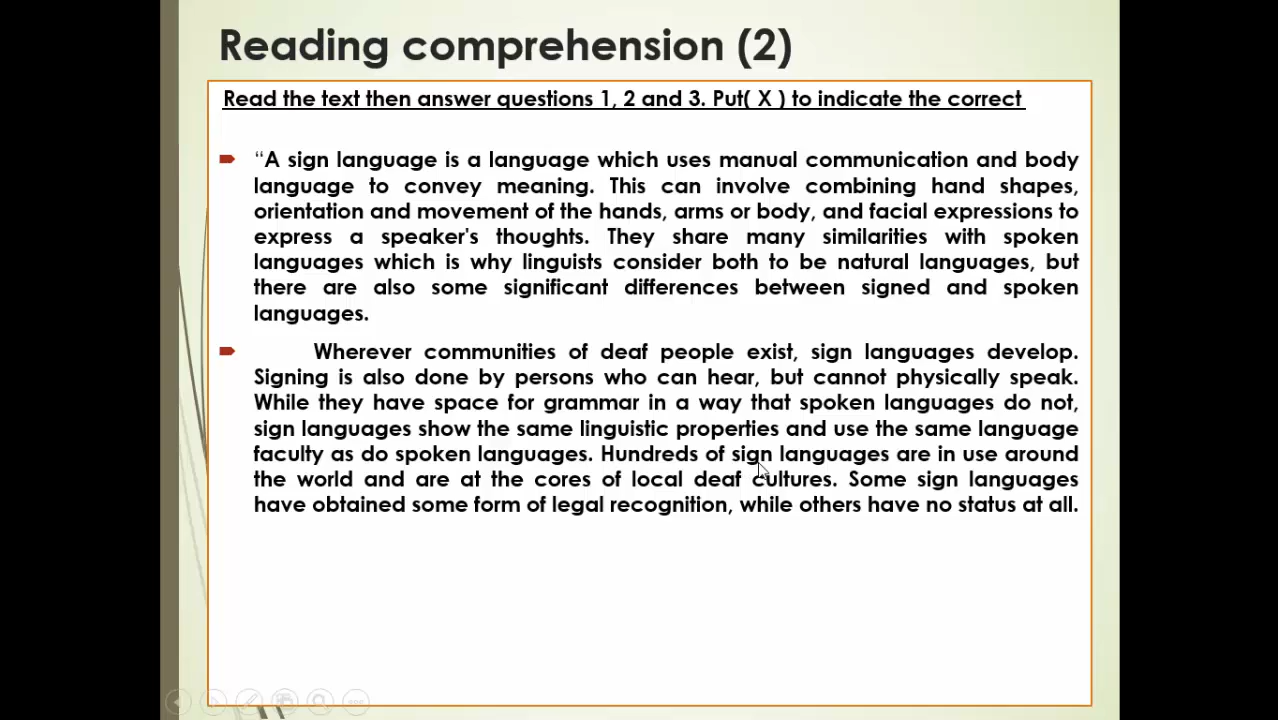 Reading comprehension (2)
Read the text then answer questions 1, 2 and 3. Put( X ) to indicate the correct
“A sign language is a language which uses manual communication and body
language to convey meaning. This can involve combining hand shapes,
orientation and movement of the hands, arms or body, and facial expressions to
express a speaker's thoughts. They share many similarities with spoken
languages which is why linguists consider both to be natural languages, but
there are also some significant differences between signed and spoken
languages.
Wherever communities of deaf people exist, sign languages develop.
Signing is also done by persons who can hear, but cannot physically speak.
While they have space for grammar in a way that spoken languages do not,
sign languages show the same linguistic properties and use the same language
faculty as do spoken languages. Hundreds of sign languages are in use around
the world and are at the cores of local deaf cultures. Some sign languages
have obtained some form of legal recognition, while others have no status at all.